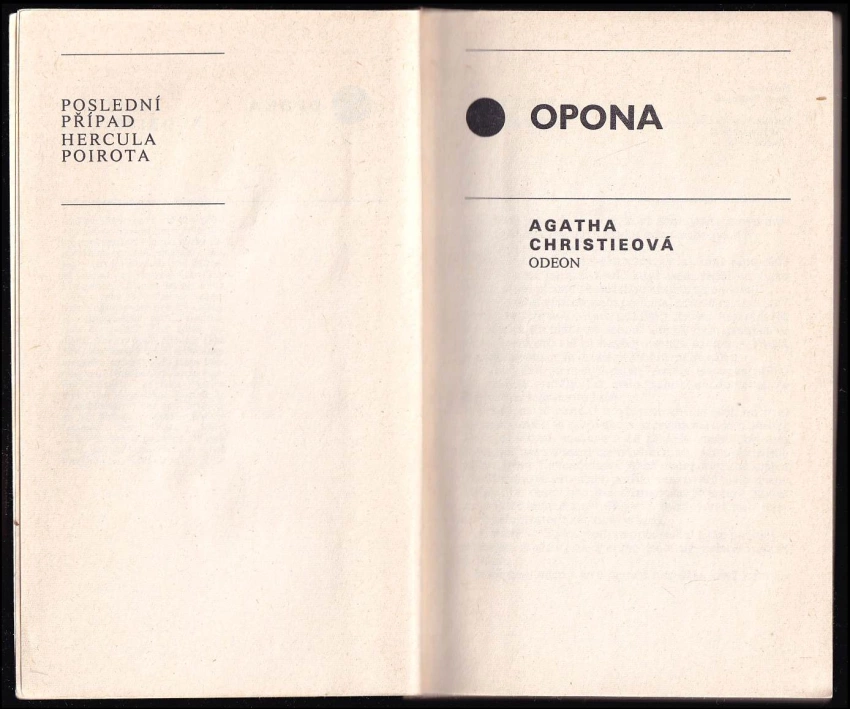 POSLEDNÍ
PŘÍPAD
HERCULA
POIROTA
OPONA
AGATHA
CHRISTIEOVÁ
ODEON